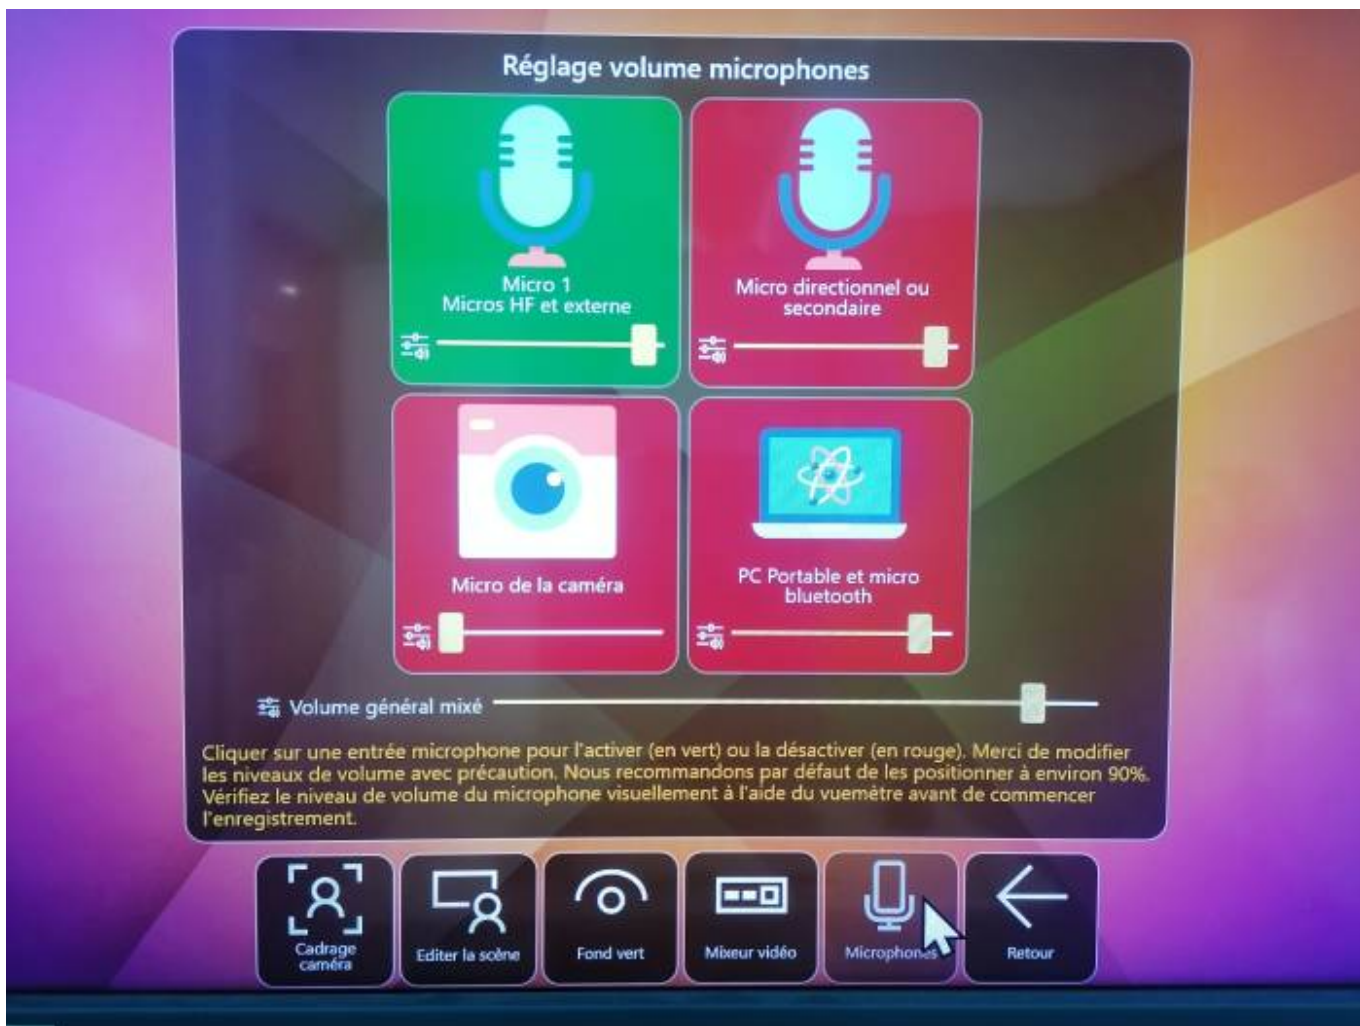 Réglage volume microphones
Micro 1
Micros HF et externe
Micro directionnel ou
secondaire
Micro de la caméra
PC Portable et micro
bluetooth
Volume général mixé
Cliquer sur une entrée microphone pour l'activer (en vert) ou la désactiver (en rouge). Merci de modifier
les niveaux de volume avec précaution. Nous recommandons par défaut de les positionner à environ 90%.
Vérifiez le niveau de volume du microphone visuellement à l'aide du vuemètre avant de commencer
l'enregistrement.
Cadrage
caméra
Editer la scène
Fond vert
Mixeur vidéo
Microphones
Retour